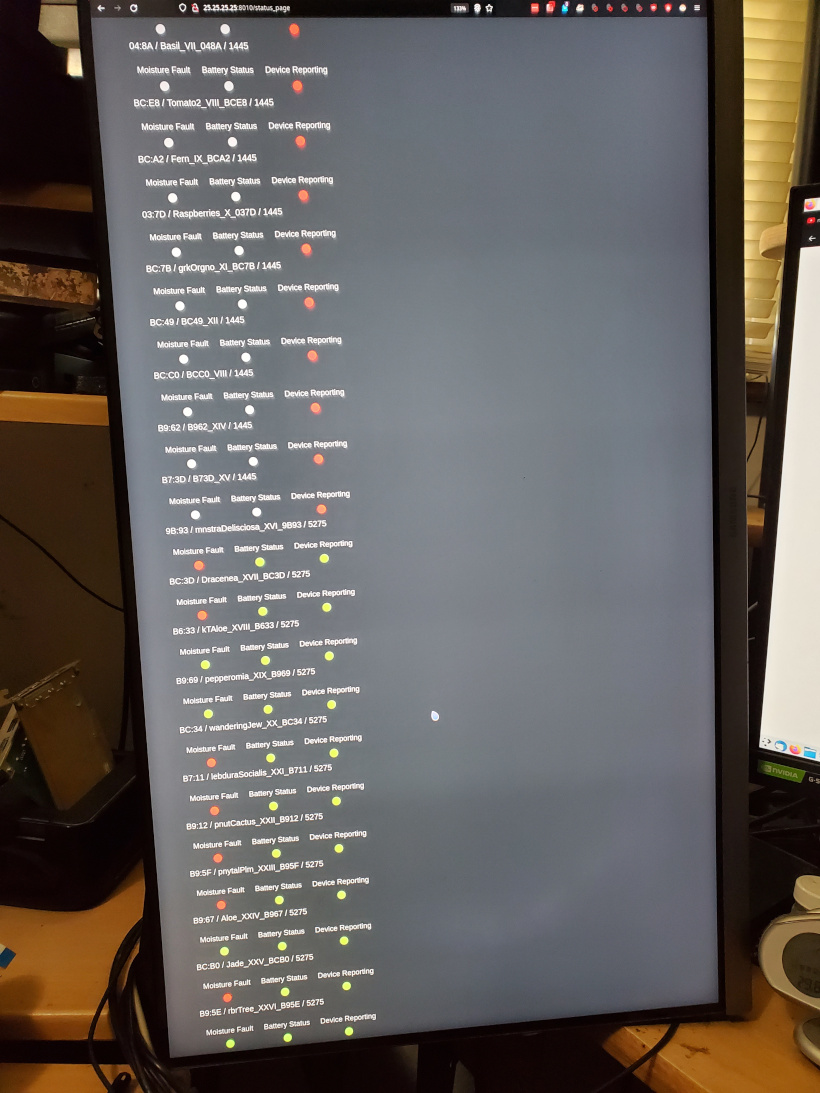 25.25.25.25:8010/status_page
133%
04:8A / Basil_VII_048A / 1445
Moisture Fault Battery Status Device Reporting
BC:E8 / Tomato2_VIII_BCE8 / 1445
Moisture Fault Battery Status Device Reporting
BC:A2 / Fern_IX_BCA2 / 1445
Moisture Fault Battery Status Device Reporting
03:7D / Raspberries_X_037D / 1445
Moisture Fault Battery Status Device Reporting
BC:7B / grkOrgno_XI_BC7B / 1445
Moisture Fault Battery Status Device Reporting
BC:49 / BC49_XII / 1445
Moisture Fault Battery Status Device Reporting
BC:C0 / BCC0_VIII / 1445
Moisture Fault Battery Status Device Reporting
B9:62 / B962_XIV / 1445
Moisture Fault Battery Status Device Reporting
B7:3D / B73D_XV / 1445
Moisture Fault Battery Status Device Reporting
9B:93 / mnstraDelisciosa_XVI_9B93 / 5275
Moisture Fault Battery Status Device Reporting
BC:3D / Dracenea_XVII_BC3D / 5275
Moisture Fault Battery Status Device Reporting
B6:33 / kTAloe_XVIII_B633 / 5275
Moisture Fault Battery Status Device Reporting
B9:69 / pepperomia_XIX_B969 / 5275
Moisture Fault Battery Status Device Reporting
BC:34 / wanderingJew_XX_BC34 / 5275
Moisture Fault Battery Status Device Reporting
B7:11 / lebduraSocialis_XXI_B711 / 5275
Moisture Fault Battery Status Device Reporting
B9:12 / pnutCactus_XXII_B912 / 5275
Moisture Fault Battery Status Device Reporting
B9:5F / pnytalPlm_XXIII_B95F / 5275
Moisture Fault Battery Status Device Reporting
B9:67 / Aloe_XXIV_B967 / 5275
Moisture Fault Battery Status Device Reporting
BC:B0 / Jade_XXV_BCB0 / 5275
Moisture Fault Battery Status Device Reporting
B9:5E / rbrTree_XXVI_B95E / 5275
Moisture Fault Battery Status Device Reporting
NVIDIA